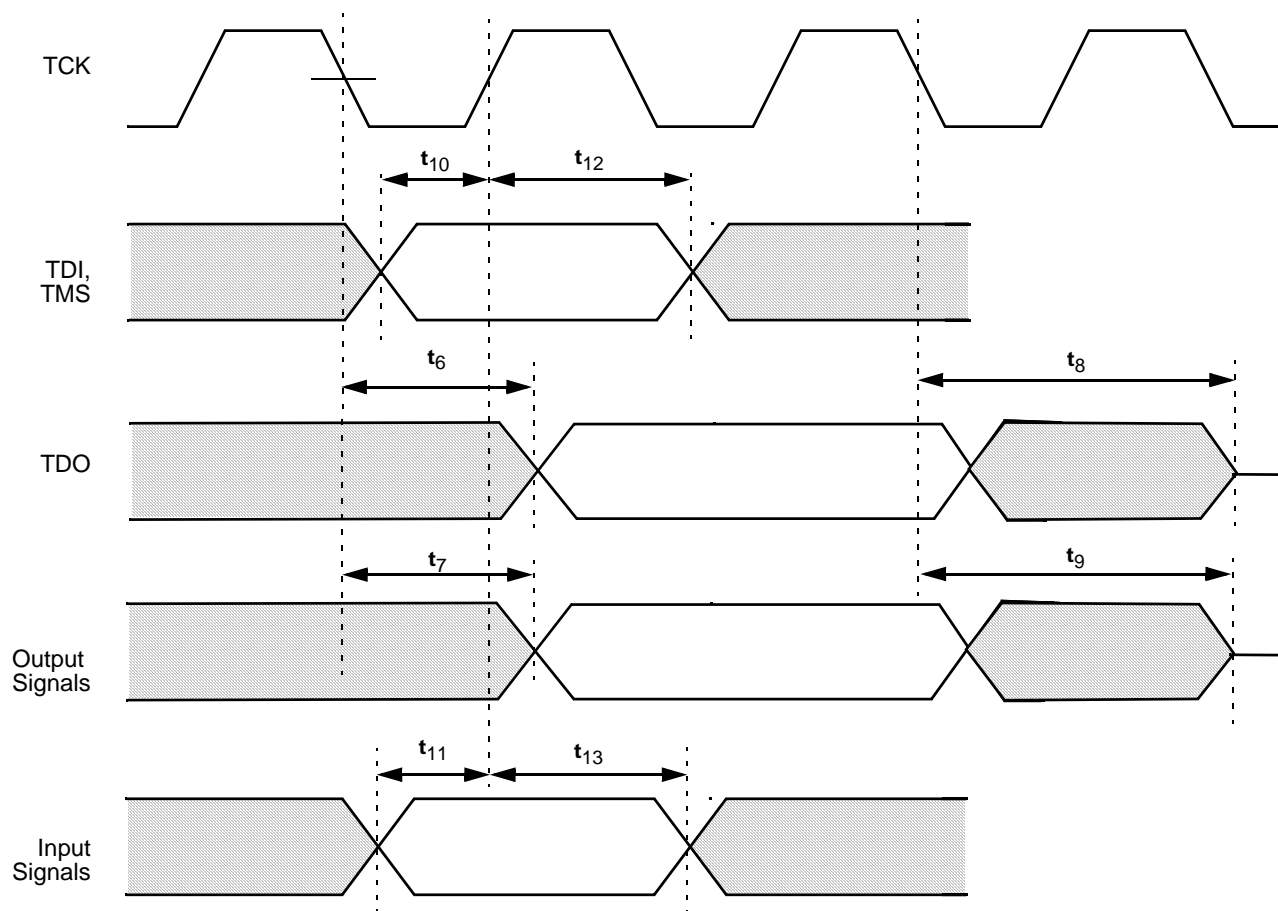 TCK
t10
t12
TDI,
TMS
t6
t8
TDO
t7
t9
Output
Signals
t11
t13
Input
Signals